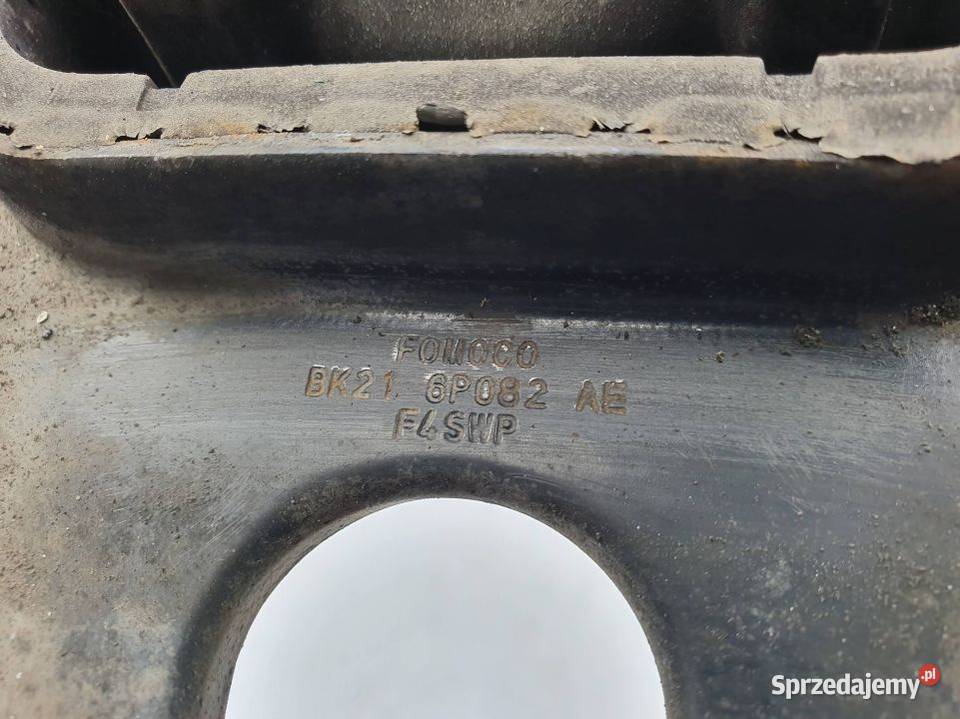 FOMOCO
BK21 6P082 AE
F4SWP
Sprzedajemy.pl